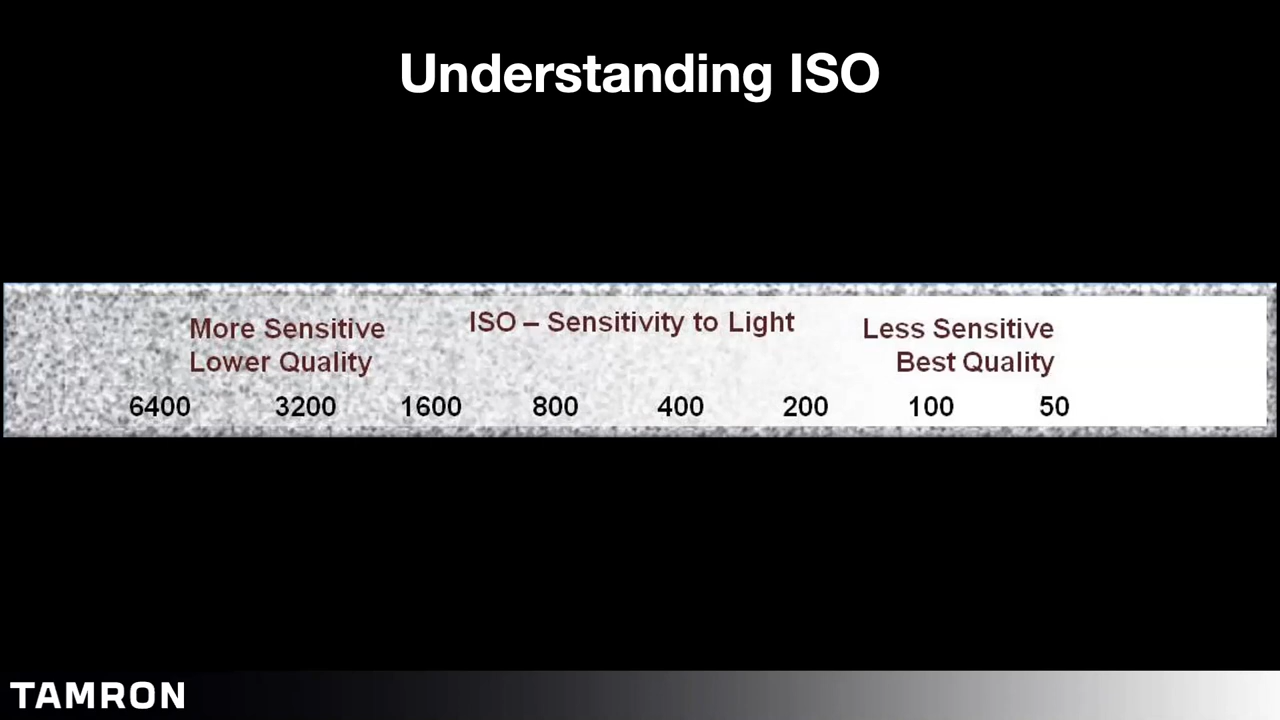 Understanding ISO
ISO – Sensitivity to Light
More Sensitive
Lower Quality
Less Sensitive
Best Quality
6400 3200 1600 800 400 200 100 50
TAMRON